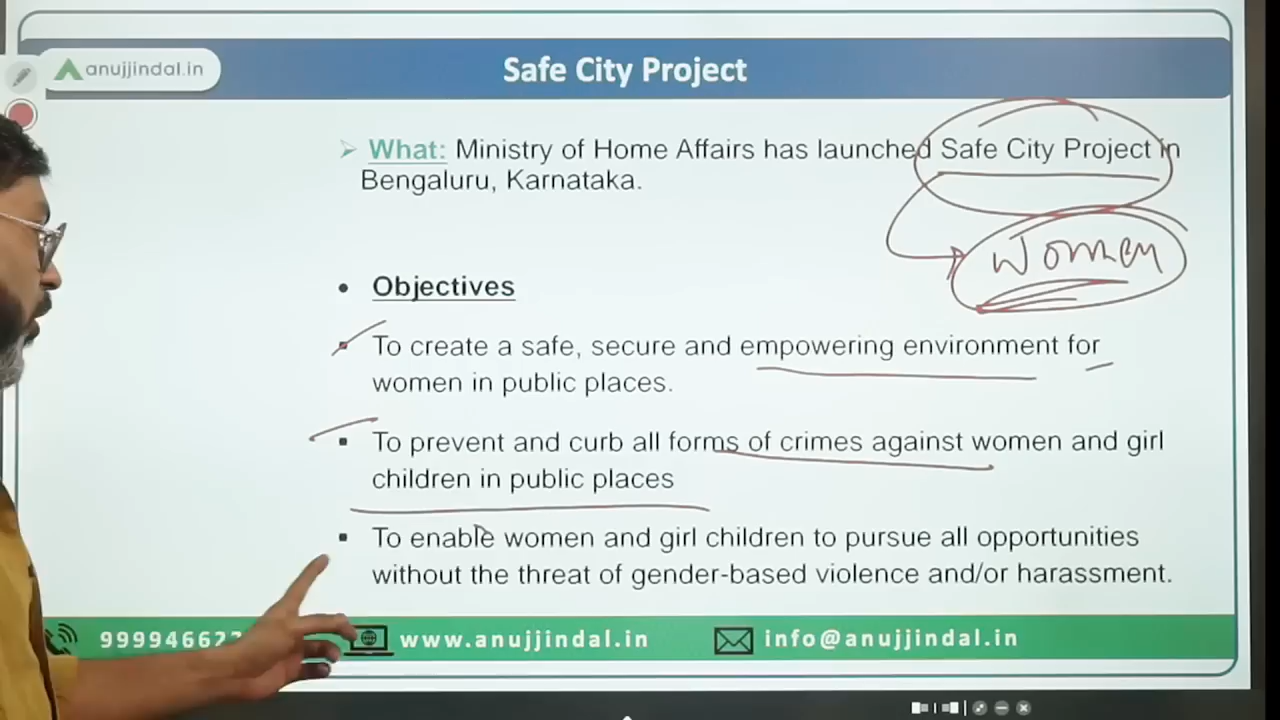 anujjindal.in
Safe City Project
➢ What: Ministry of Home Affairs has launched Safe City Project in
Bengaluru, Karnataka.
Women
• Objectives
▪ To create a safe, secure and empowering environment for
women in public places.
▪ To prevent and curb all forms of crimes against women and girl
children in public places
▪ To enable women and girl children to pursue all opportunities
without the threat of gender-based violence and/or harassment.
www.anujjindal.in
info@anujjindal.in